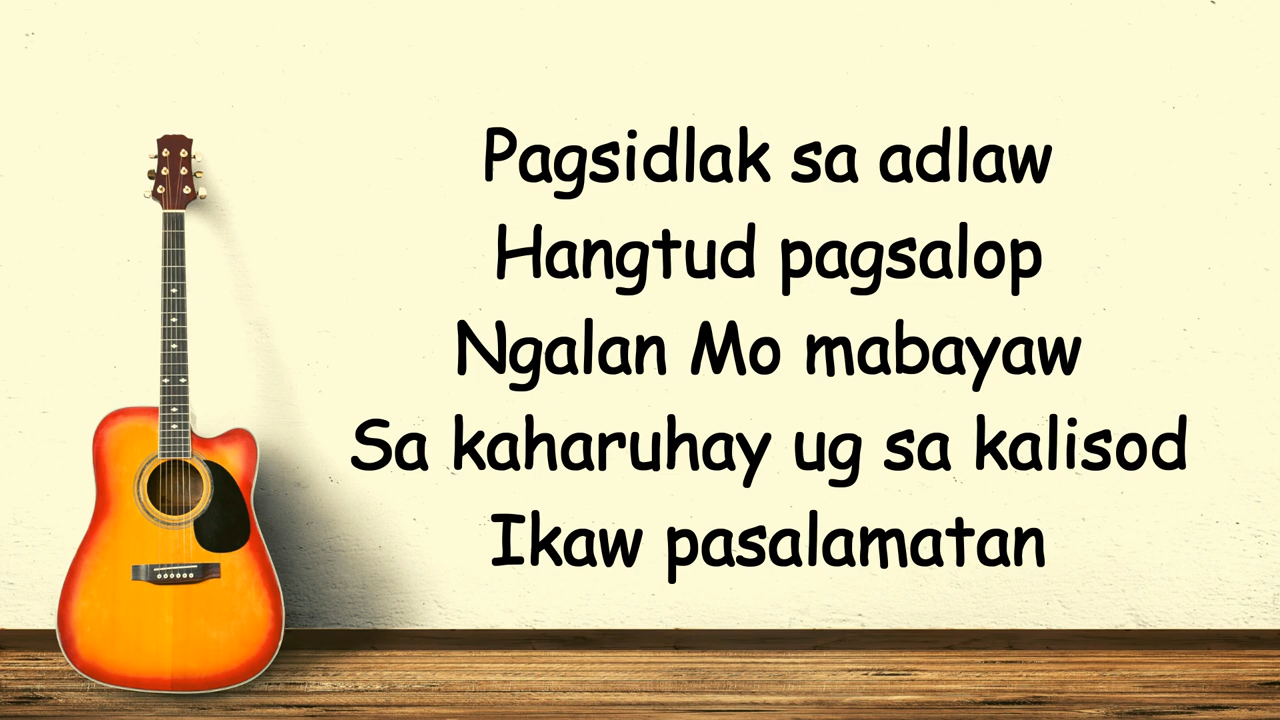 Pagsidlak sa adlaw
Hangtud pagsalop
Ngalan Mo mabayaw
Sa kaharuhay ug sa kalisod
Ikaw pasalamatan